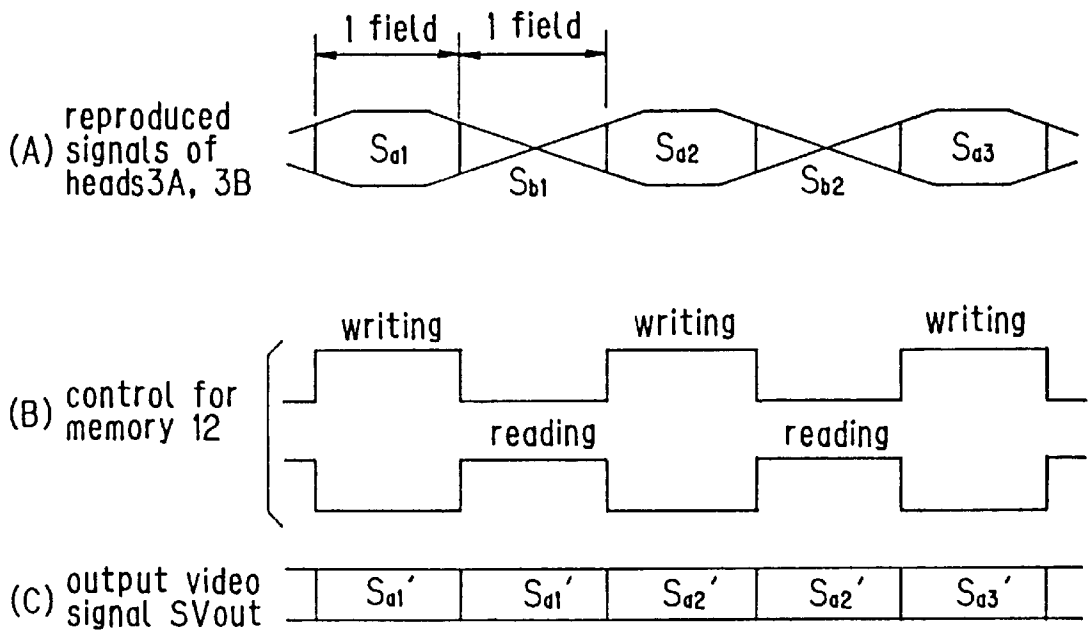 1 field 1 field
(A) reproduced signals of heads3A, 3B
Sa1 Sb1 Sa2 Sb2 Sa3
writing writing writing
(B) control for memory 12
reading reading
(C) output video signal SVout
Sa1′ Sa1′ Sa2′ Sa2′ Sa3′